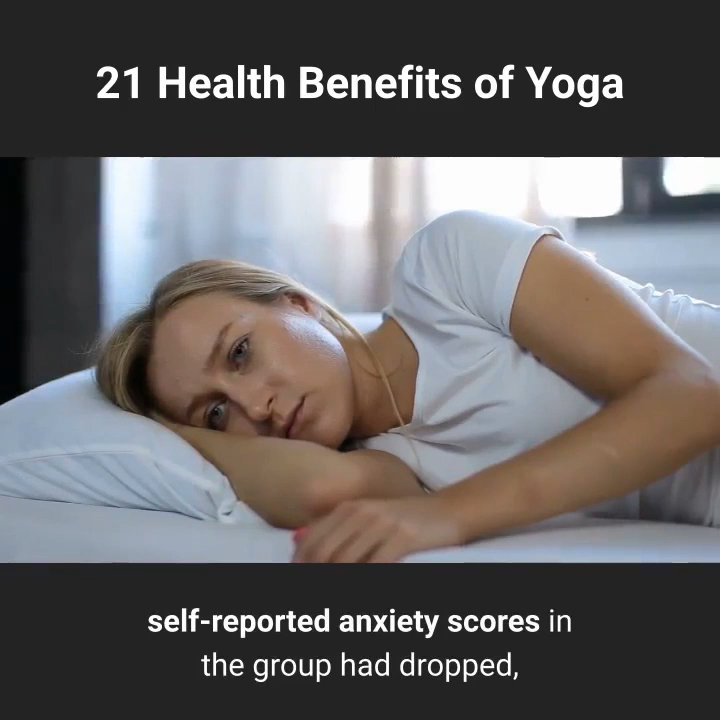 21 Health Benefits of Yoga
self-reported anxiety scores in
the group had dropped,